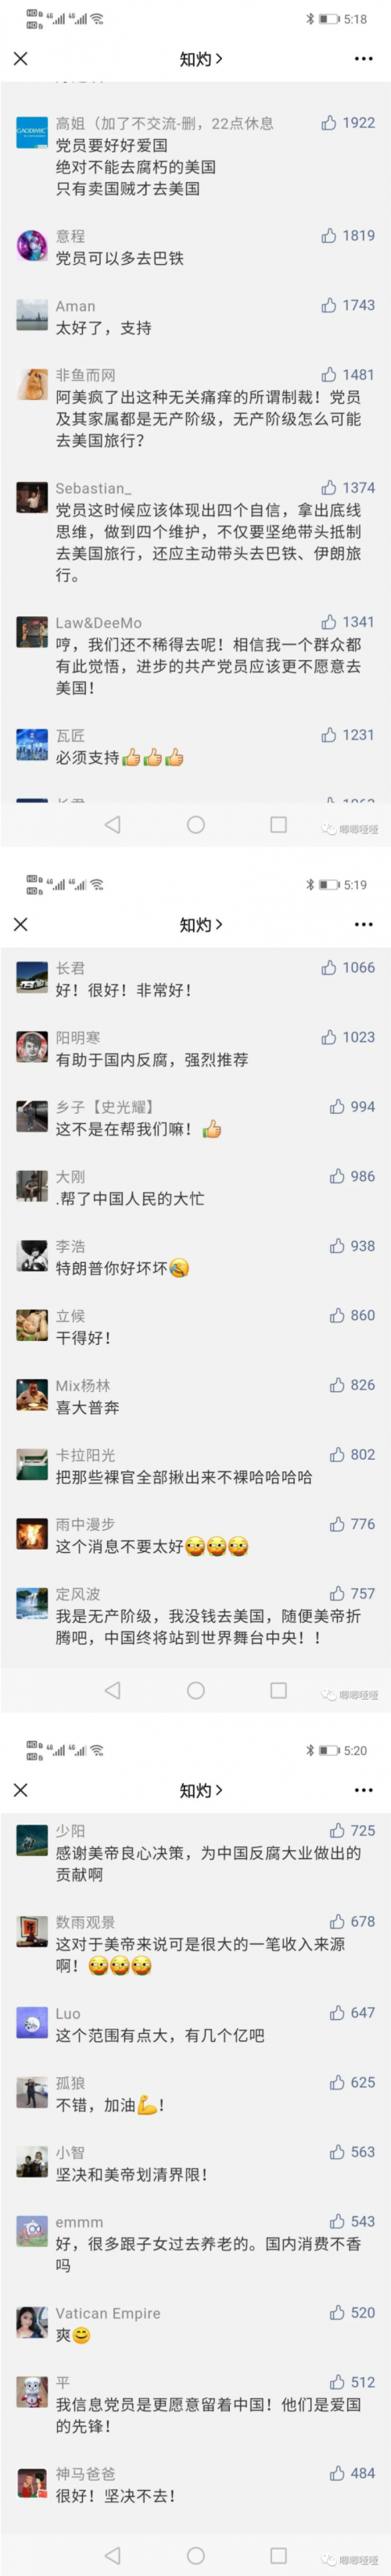 5:18
知灼
高姐（加了不交流-删，22点休息
1922
党员要好好爱国
绝对不能去腐朽的美国
只有卖国贼才去美国
意程
1819
党员可以多去巴铁
Aman
1743
太好了，支持
非鱼而网
1481
阿美疯了出这种无关痛痒的所谓制裁！党员
及其家属都是无产阶级，无产阶级怎么可能
去美国旅行？
Sebastian_
1374
党员这时候应该体现出四个自信，拿出底线
思维，做到四个维护，不仅要坚绝带头抵制
去美国旅行，还应主动带头去巴铁、伊朗旅
行。
Law&DeeMo
1341
哼，我们还不稀得去呢！相信我一个群众都
有此觉悟，进步的共产党员应该更不愿意去
美国！
瓦匠
1231
必须支持
唧唧哑哑
5:19
知灼
长君
1066
好！很好！非常好！
阳明寒
1023
有助于国内反腐，强烈推荐
乡子【史光耀】
994
这不是在帮我们嘛！
大刚
986
.帮了中国人民的大忙
李浩
938
特朗普你好坏坏
立候
860
干得好！
Mix杨林
826
喜大普奔
卡拉阳光
802
把那些裸官全部揪出来不裸哈哈哈哈
雨中漫步
776
这个消息不要太好
定风波
757
我是无产阶级，我没钱去美国，随便美帝折
腾吧，中国终将站到世界舞台中央！！
唧唧哑哑
5:20
知灼
少阳
725
感谢美帝良心决策，为中国反腐大业做出的
贡献啊
数雨观景
678
这对于美帝来说可是很大的一笔收入来源
啊！
Luo
647
这个范围有点大，有几个亿吧
孤狼
625
不错，加油！
小智
563
坚决和美帝划清界限！
emmm
543
好，很多跟子女过去养老的。国内消费不香
吗
Vatican Empire
520
爽
平
512
我信息党员是更愿意留着中国！他们是爱国
的先锋！
神马爸爸
484
很好！坚决不去！
唧唧哑哑